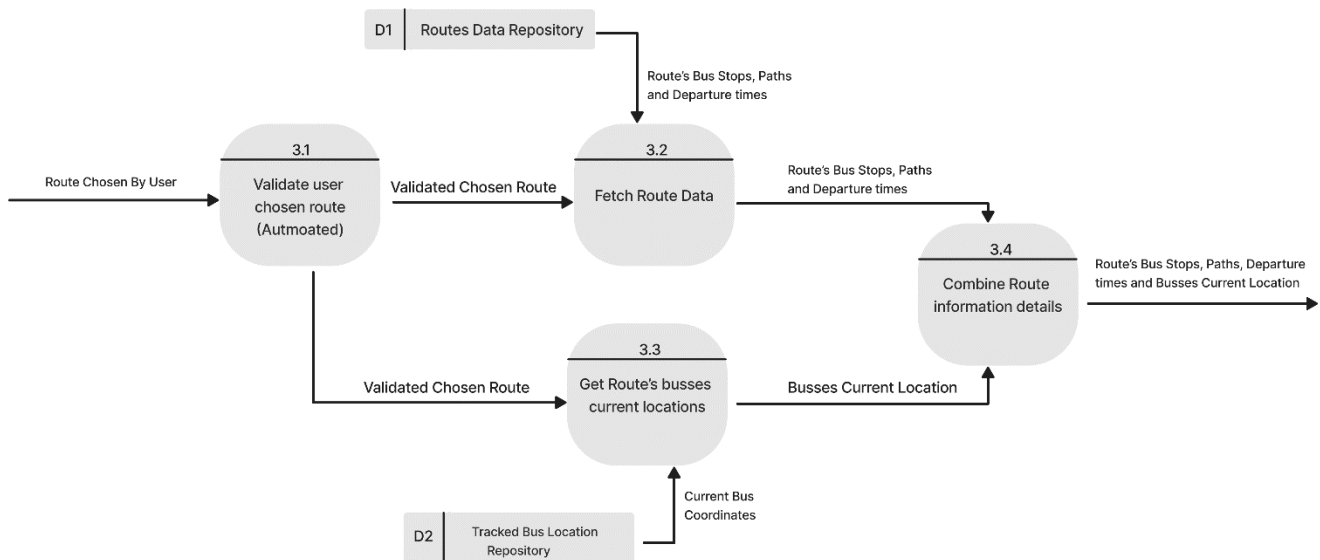 D1 Routes Data Repository
Route's Bus Stops, Paths
and Departure times
3.1
Validate user
chosen route
(Autmoated)
Route Chosen By User
Validated Chosen Route
3.2
Fetch Route Data
Route's Bus Stops, Paths
and Departure times
3.4
Combine Route
information details
Route's Bus Stops, Paths, Departure
times and Busses Current Location
Validated Chosen Route
3.3
Get Route's busses
current locations
Busses Current Location
Current Bus
Coordinates
D2 Tracked Bus Location
Repository